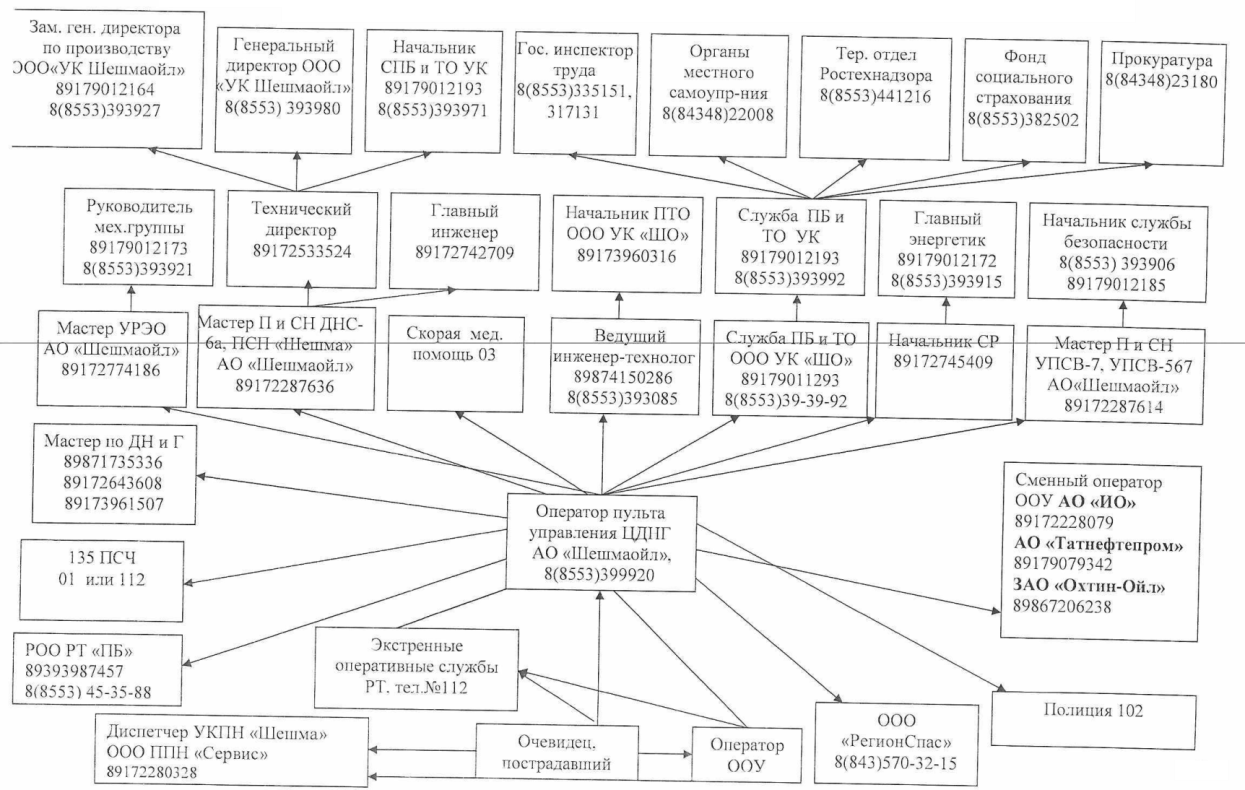 Зам. ген. директора
по производству
ООО«УК Шешмаойл»
89179012164
8(8553)393927
Генеральный
директор ООО
«УК Шешмаойл»
8(8553) 393980
Начальник
СПБ и ТО УК
89179012193
8(8553)393971
Гос. инспектор
труда
8(8553)335151,
317131
Органы
местного
самоупр-ния
8(84348)22008
Тер. отдел
Ростехнадзора
8(8553)441216
Фонд
социального
страхования
8(8553)382502
Прокуратура
8(84348)23180
Руководитель
мех.группы
89179012173
8(8553)393921
Технический
директор
89172533524
Главный
инженер
89172742709
Начальник ПТО
ООО УК «ШО»
89173960316
Служба ПБ и
ТО УК
89179012193
8(8553)393992
Главный
энергетик
89179012172
8(8553)393915
Начальник службы
безопасности
8(8553) 393906
89179012185
Мастер УРЭО
АО «Шешмаойл»
89172774186
Мастер П и СН ДНС-
6а, ПСП «Шешма»
АО «Шешмаойл»
89172287636
Скорая мед.
помощь 03
Ведущий
инженер-технолог
89874150286
8(8553)393085
Служба ПБ и ТО
ООО УК «ШО»
89179011293
8(8553)39-39-92
Начальник СР
89172745409
Мастер П и СН
УПСВ-7, УПСВ-567
АО«Шешмаойл»
89172287614
Мастер по ДН и Г
89871735336
89172643608
89173961507
Оператор пульта
управления ЦДНГ
АО «Шешмаойл»,
8(8553)399920
Сменный оператор
ООУ АО «ИО»
89172228079
АО «Татнефтепром»
89179079342
ЗАО «Охтин-Ойл»
89867206238
135 ПСЧ
01 или 112
РОО РТ «ПБ»
89393987457
8(8553) 45-35-88
Экстренные
оперативные службы
РТ. тел.№112
Диспетчер УКПН «Шешма»
ООО ППН «Сервис»
89172280328
Очевидец,
пострадавший
Оператор
ООУ
ООО
«РегионСпас»
8(843)570-32-15
Полиция 102